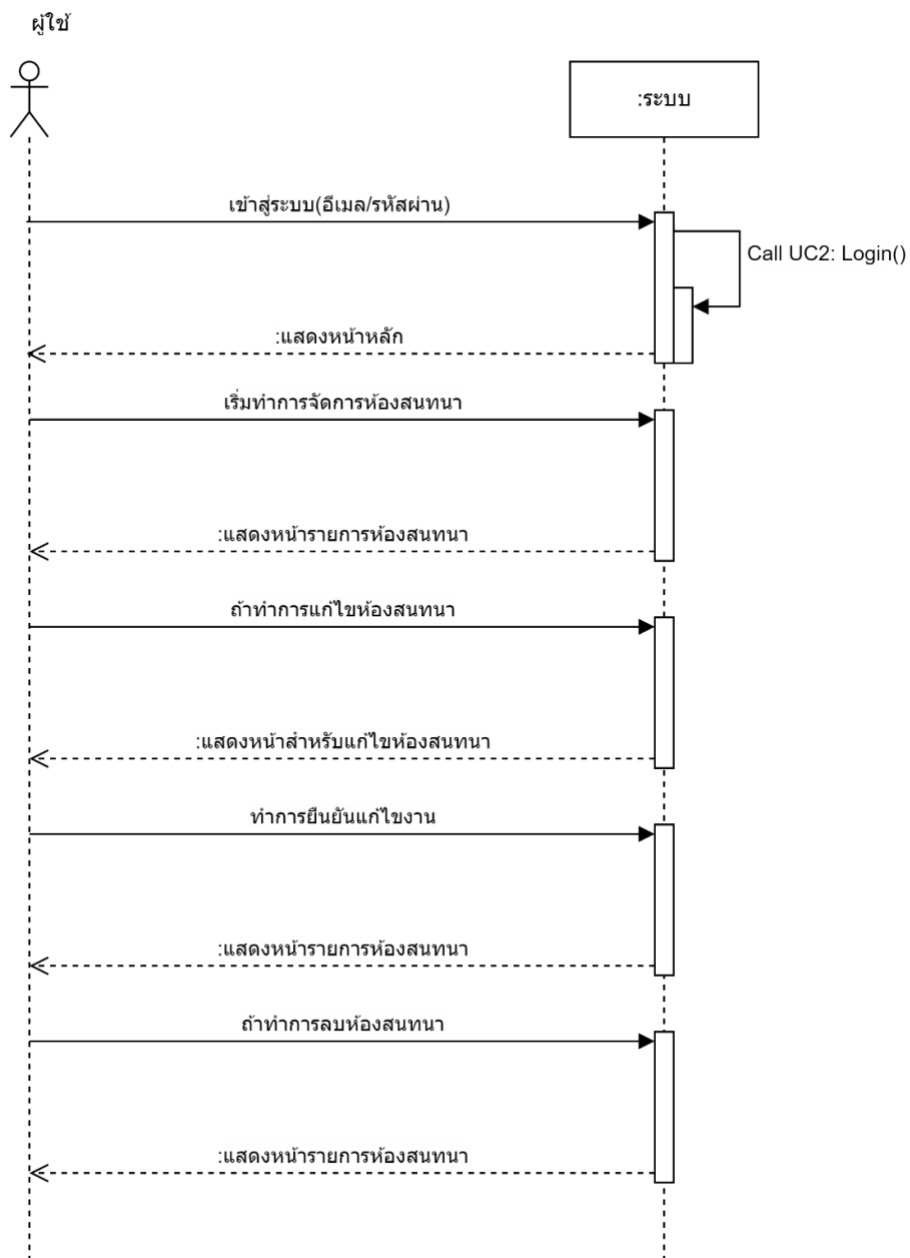 ผู้ใช้
:ระบบ
เข้าสู่ระบบ(อีเมล/รหัสผ่าน)
Call UC2: Login()
:แสดงหน้าหลัก
เริ่มทำการจัดการห้องสนทนา
:แสดงหน้ารายการห้องสนทนา
ถ้าทำการแก้ไขห้องสนทนา
:แสดงหน้าสำหรับแก้ไขห้องสนทนา
ทำการยืนยันแก้ไขงาน
:แสดงหน้ารายการห้องสนทนา
ถ้าทำการลบห้องสนทนา
:แสดงหน้ารายการห้องสนทนา